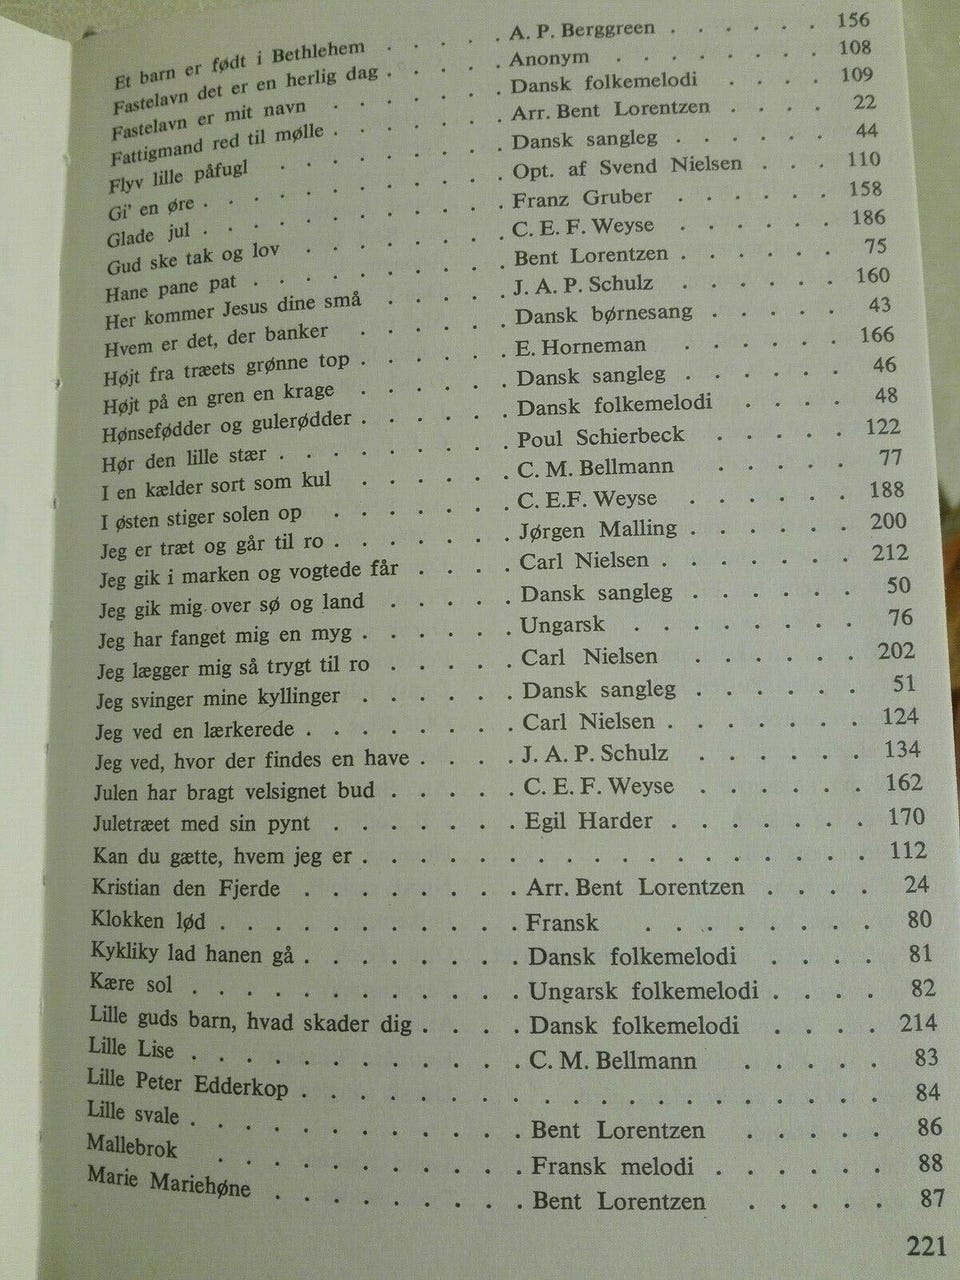 Et barn er født i Bethlehem . . . . . A. P. Berggreen . . . . . . 156
Fastelavn det er en herlig dag . . . . . Anonym . . . . . . . 108
Fastelavn er mit navn . . . . . . Dansk folkemelodi . . . . 109
Fattigmand red til mølle . . . . . . . Arr. Bent Lorentzen . . . . 22
Flyv lille påfugl . . . . . . . . Dansk sangleg . . . . . . 44
Gi' en øre . . . . . . . . . . . Opt. af Svend Nielsen . . . 110
Glade jul . . . . . . . . . . . Franz Gruber . . . . . . 158
Gud ske tak og lov . . . . . . . C. E. F. Weyse . . . . . . 186
Hane pane pat . . . . . . . . . Bent Lorentzen . . . . . . 75
Her kommer Jesus dine små . . . . . J. A. P. Schulz . . . . . . 160
Hvem er det, der banker . . . . . . Dansk børnesang . . . . . 43
Højt fra træets grønne top . . . . . . E. Horneman . . . . . . 166
Højt på en gren en krage . . . . . . Dansk sangleg . . . . . . 46
Hønsefødder og gulerødder . . . . . . Dansk folkemelodi . . . . 48
Hør den lille stær . . . . . . . . . Poul Schierbeck . . . . . 122
I en kælder sort som kul . . . . . . C. M. Bellmann . . . . . 77
I østen stiger solen op . . . . . . . C. E.F. Weyse . . . . . . 188
Jeg er træt og går til ro . . . . . . . Jørgen Malling . . . . . . 200
Jeg gik i marken og vogtede får . . . . Carl Nielsen . . . . . . . 212
Jeg gik mig over sø og land . . . . . Dansk sangleg . . . . . . 50
Jeg har fanget mig en myg . . . . . . Ungarsk . . . . . . . 76
Jeg lægger mig så trygt til ro . . . . . Carl Nielsen . . . . . . 202
Jeg svinger mine kyllinger . . . . . . Dansk sangleg . . . . . . 51
Jeg ved en lærkerede . . . . . . . . Carl Nielsen . . . . . . . 124
Jeg ved, hvor der findes en have . . . . J. A. P. Schulz . . . . . . 134
Julen har bragt velsignet bud . . . . . C. E. F. Weyse . . . . . . 162
Juletræet med sin pynt . . . . . . . Egil Harder . . . . . . . 170
Kan du gætte, hvem jeg er . . . . . . . . . . . . . . . . . . 112
Kristian den Fjerde . . . . . . . . Arr. Bent Lorentzen . . . . 24
Klokken lød . . . . . . . . . . . Fransk . . . . . . . 80
Kykliky lad hanen gå . . . . . . . . Dansk folkemelodi . . . . 81
Kære sol . . . . . . . . . . . . Ungarsk folkemelodi . . . . 82
Lille guds barn, hvad skader dig . . . . Dansk folkemelodi . . . . 214
Lille Lise . . . . . . . . . . . . C. M. Bellmann . . . . . 83
Lille Peter Edderkop . . . . . . . . . . . . . . . . . . . . 84
Lille svale . . . . . . . . . . . . Bent Lorentzen . . . . . 86
Mallebrok . . . . . . . . . . . Fransk melodi . . . . . . 88
Marie Mariehøne . . . . . . . . . Bent Lorentzen . . . . . 87
221